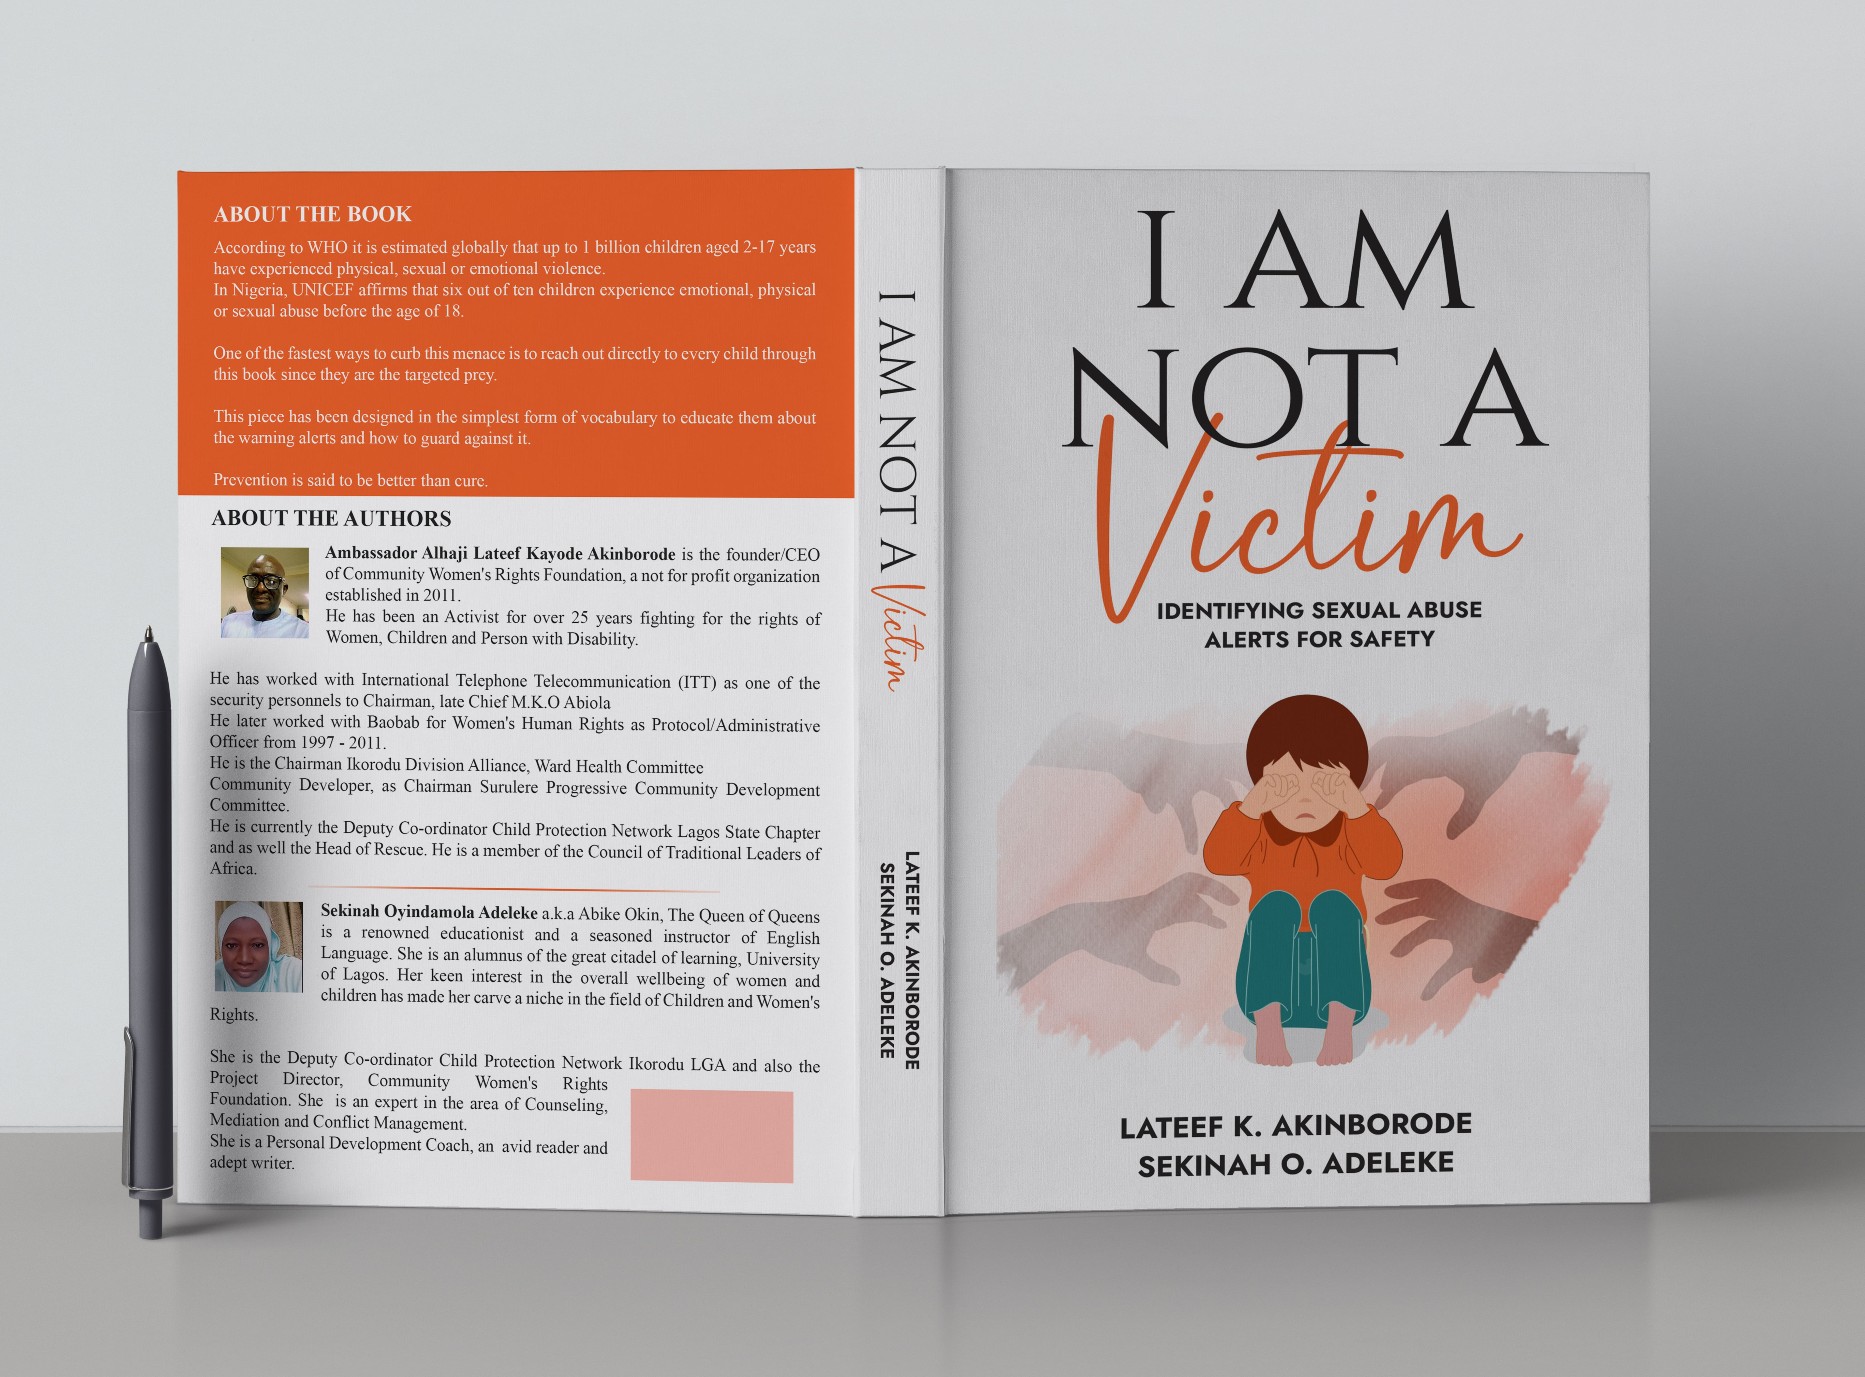 ABOUT THE BOOK
According to WHO it is estimated globally that up to 1 billion children aged 2-17 years
have experienced physical, sexual or emotional violence.
In Nigeria, UNICEF affirms that six out of ten children experience emotional, physical
or sexual abuse before the age of 18.
One of the fastest ways to curb this menace is to reach out directly to every child through
this book since they are the targeted prey.
This piece has been designed in the simplest form of vocabulary to educate them about
the warning alerts and how to guard against it.
Prevention is said to be better than cure.
ABOUT THE AUTHORS
Ambassador Alhaji Lateef Kayode Akinborode is the founder/CEO
of Community Women's Rights Foundation, a not for profit organization
established in 2011.
He has been an Activist for over 25 years fighting for the rights of
Women, Children and Person with Disability.
He has worked with International Telephone Telecommunication (ITT) as one of the
security personnels to Chairman, late Chief M.K.O Abiola
He later worked with Baobab for Women's Human Rights as Protocol/Administrative
Officer from 1997 - 2011.
He is the Chairman Ikorodu Division Alliance, Ward Health Committee
Community Developer, as Chairman Surulere Progressive Community Development
Committee.
He is currently the Deputy Co-ordinator Child Protection Network Lagos State Chapter
and as well the Head of Rescue. He is a member of the Council of Traditional Leaders of
Africa.
Sekinah Oyindamola Adeleke a.k.a Abike Okin, The Queen of Queens
is a renowned educationist and a seasoned instructor of English
Language. She is an alumnus of the great citadel of learning, University
of Lagos. Her keen interest in the overall wellbeing of women and
children has made her carve a niche in the field of Children and Women's
Rights.
She is the Deputy Co-ordinator Child Protection Network Ikorodu LGA and also the
Project Director, Community Women's Rights
Foundation. She is an expert in the area of Counseling,
Mediation and Conflict Management.
She is a Personal Development Coach, an avid reader and
adept writer.
I AM NOT A Victim
LATEEF K. AKINBORODE
SEKINAH O. ADELEKE
I AM
NOT A
Victim
IDENTIFYING SEXUAL ABUSE
ALERTS FOR SAFETY
LATEEF K. AKINBORODE
SEKINAH O. ADELEKE